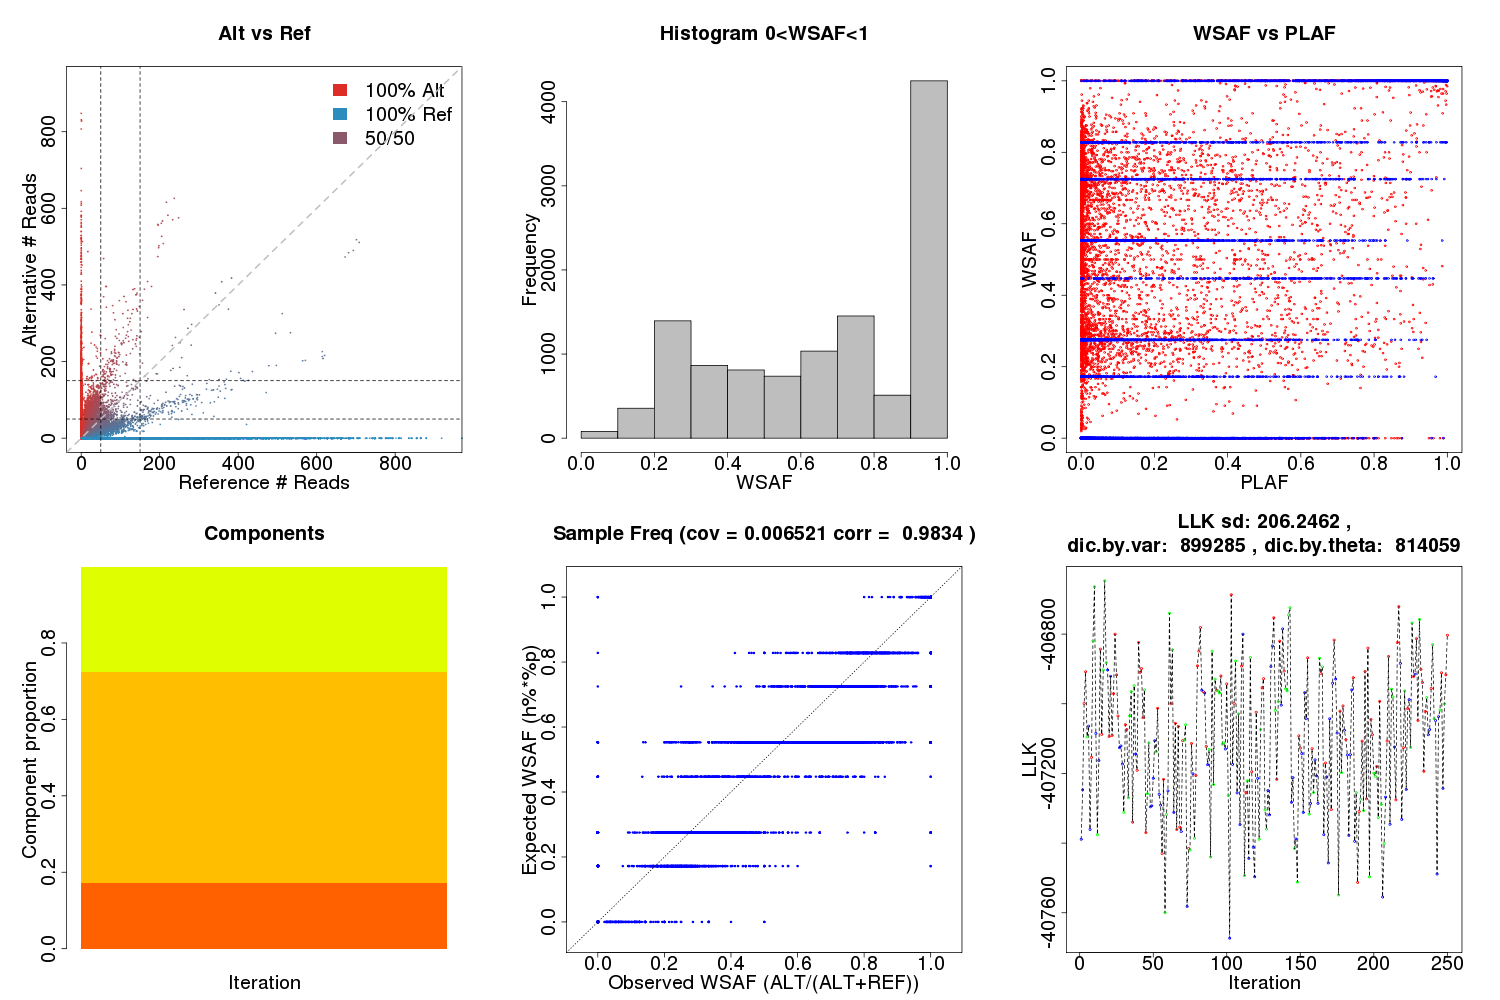 Alt vs Ref
100% Alt
100% Ref
50/50
Alternative # Reads
0 200 400 600 800
0 200 400 600 800
Reference # Reads
Histogram 0<WSAF<1
Frequency
0 1000 2000 3000 4000
0.0 0.2 0.4 0.6 0.8 1.0
WSAF
WSAF vs PLAF
WSAF
0.0 0.2 0.4 0.6 0.8 1.0
0.0 0.2 0.4 0.6 0.8 1.0
PLAF
Components
Component proportion
0.0 0.2 0.4 0.6 0.8
Iteration
Sample Freq (cov = 0.006521 corr = 0.9834 )
Expected WSAF (h%*%p)
0.0 0.2 0.4 0.6 0.8 1.0
0.0 0.2 0.4 0.6 0.8 1.0
Observed WSAF (ALT/(ALT+REF))
LLK sd: 206.2462 ,
dic.by.var: 899285 , dic.by.theta: 814059
LLK
-407600 -407200 -406800
0 50 100 150 200 250
Iteration